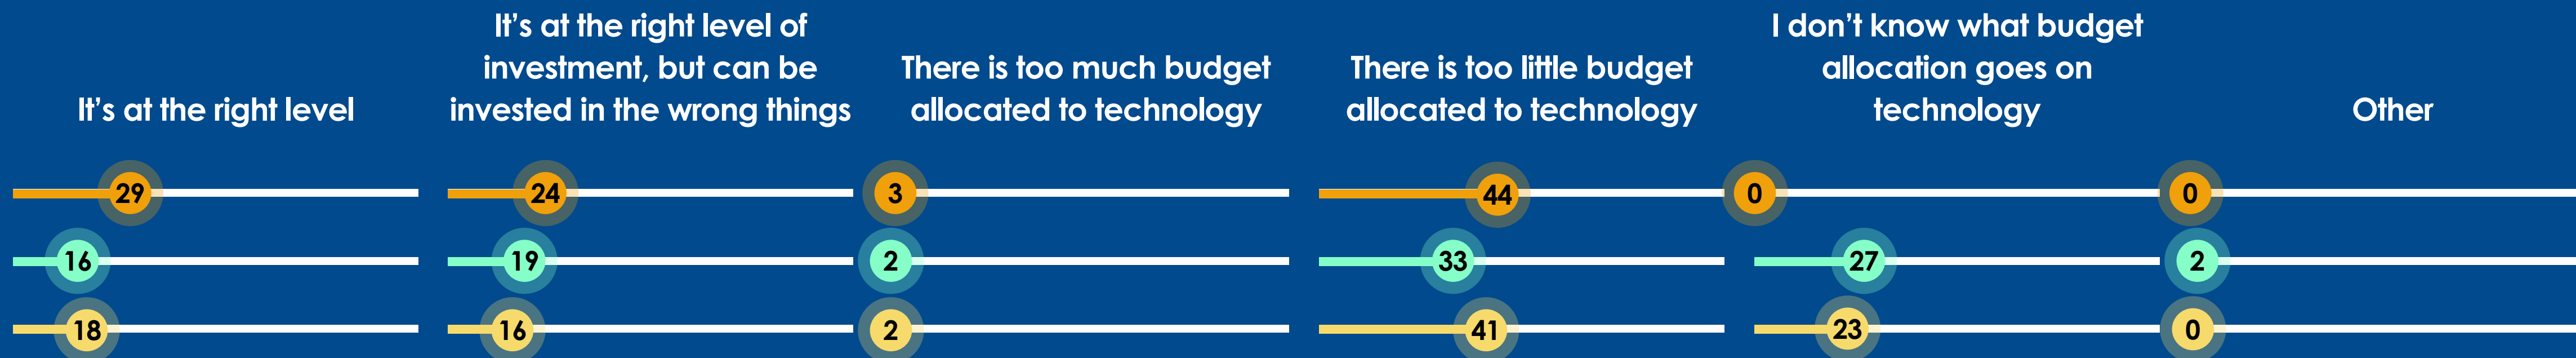 It's at the right level
It's at the right level of
investment, but can be
invested in the wrong things
There is too much budget
allocated to technology
There is too little budget
allocated to technology
I don't know what budget
allocation goes on
technology
Other
29 24 3 44 0 0
16 19 2 33 27 2
18 16 2 41 23 0